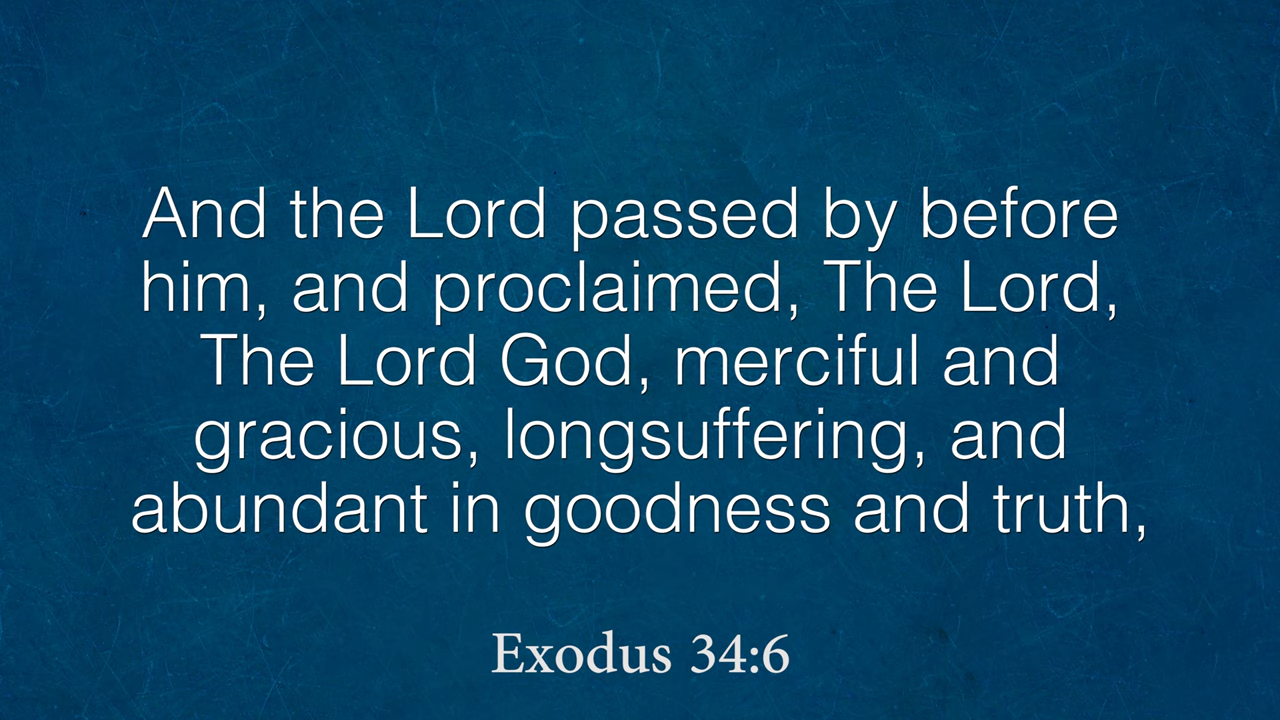 And the Lord passed by before
him, and proclaimed, The Lord,
The Lord God, merciful and
gracious, longsuffering, and
abundant in goodness and truth,
Exodus 34:6